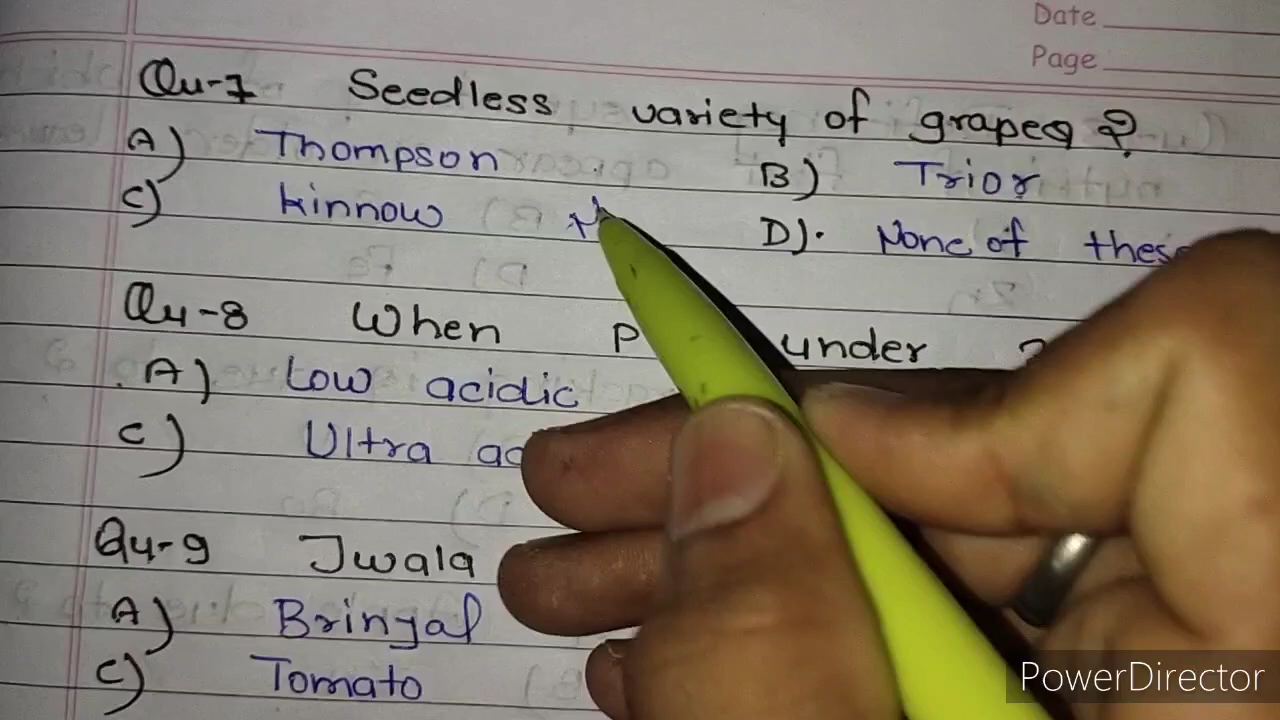 Date
Page
Qu-7 Seedless variety of grapes ?
A) Thompson B) Trior
C) kinnow D). None of these
Qu-8 When P under
A) Low acidic
C) Ultra
Qu-9 Jwala
A) Brinjal
C) Tomato
PowerDirector